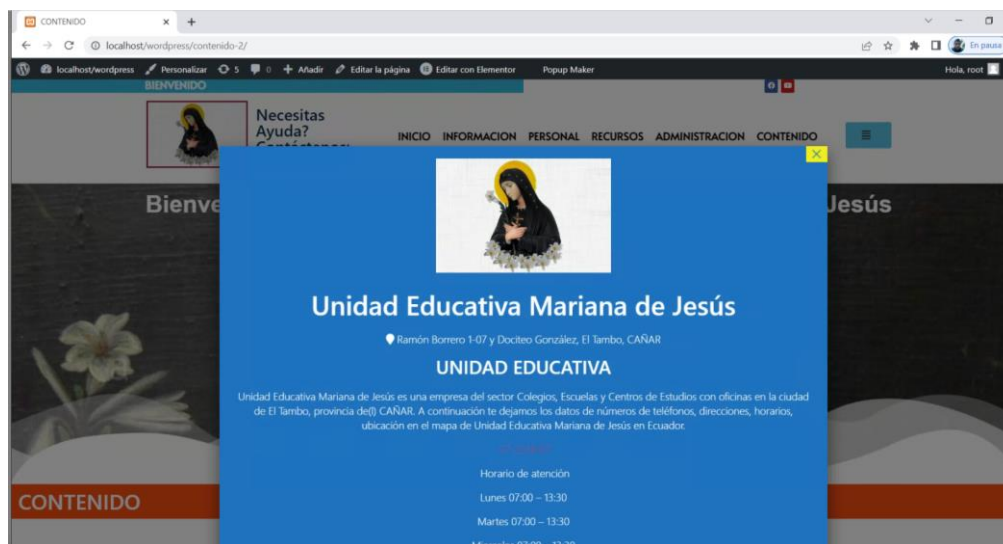 CONTENIDO
localhost/wordpress/contenido-2/
En pausa
localhost/wordpress Personalizar 5 0 Añadir Editar la página Editar con Elementor Popup Maker Hola, root
BIENVENIDO
Necesitas
Ayuda?
INICIO INFORMACION PERSONAL RECURSOS ADMINISTRACION CONTENIDO
Bienve
Jesús
Unidad Educativa Mariana de Jesús
Ramón Borrero 1-07 y Dociteo González, El Tambo, CAÑAR
UNIDAD EDUCATIVA
Unidad Educativa Mariana de Jesús es una empresa del sector Colegios, Escuelas y Centros de Estudios con oficinas en la ciudad
de El Tambo, provincia de(l) CAÑAR. A continuación te dejamos los datos de números de teléfonos, direcciones, horarios,
ubicación en el mapa de Unidad Educativa Mariana de Jesús en Ecuador.
Horario de atención
Lunes 07:00 – 13:30
Martes 07:00 – 13:30
CONTENIDO